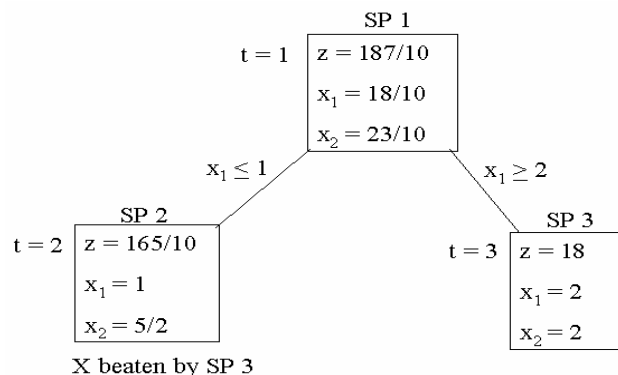 SP 1
t = 1
z = 187/10
x₁ = 18/10
x₂ = 23/10
x₁ ≤ 1
x₁ ≥ 2
SP 2
t = 2
z = 165/10
x₁ = 1
x₂ = 5/2
X beaten by SP 3
SP 3
t = 3
z = 18
x₁ = 2
x₂ = 2